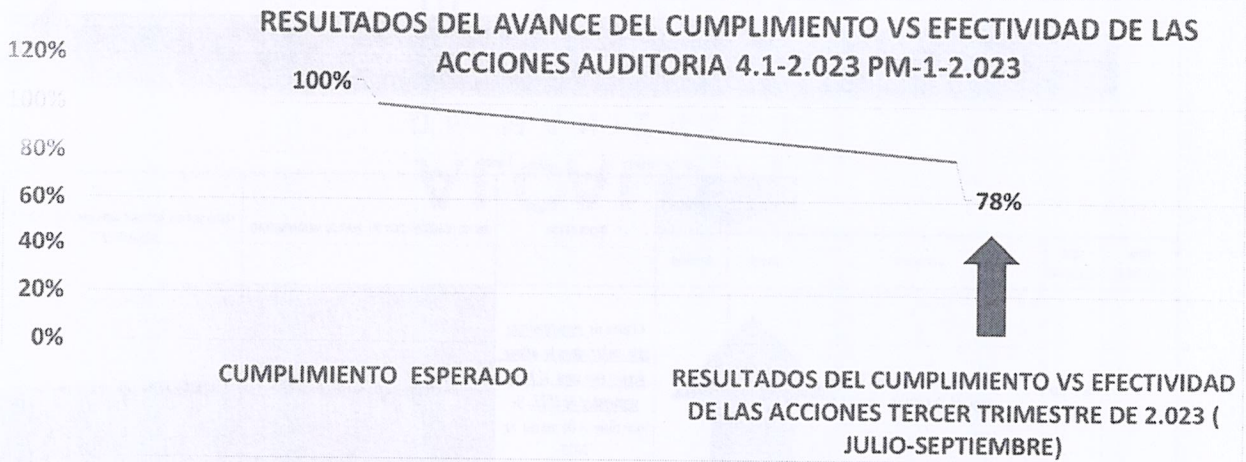 RESULTADOS DEL AVANCE DEL CUMPLIMIENTO VS EFECTIVIDAD DE LAS
ACCIONES AUDITORIA 4.1-2.023 PM-1-2.023
120%
100%
80%
60%
40%
20%
0%
100%
78%
CUMPLIMIENTO ESPERADO
RESULTADOS DEL CUMPLIMIENTO VS EFECTIVIDAD
DE LAS ACCIONES TERCER TRIMESTRE DE 2.023 (
JULIO-SEPTIEMBRE)